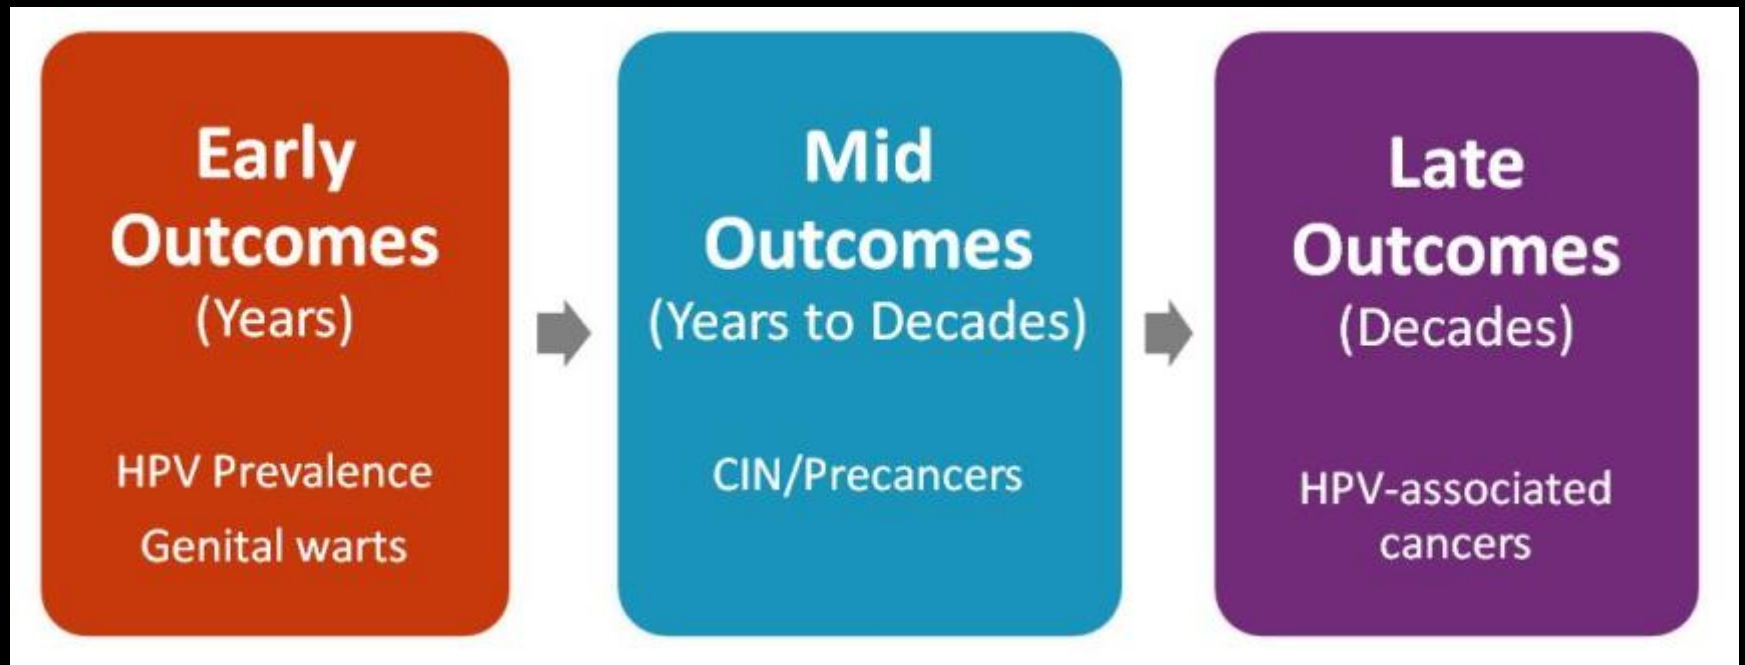 Early
Outcomes
(Years)
HPV Prevalence
Genital warts
Mid
Outcomes
(Years to Decades)
CIN/Precancers
Late
Outcomes
(Decades)
HPV-associated
cancers